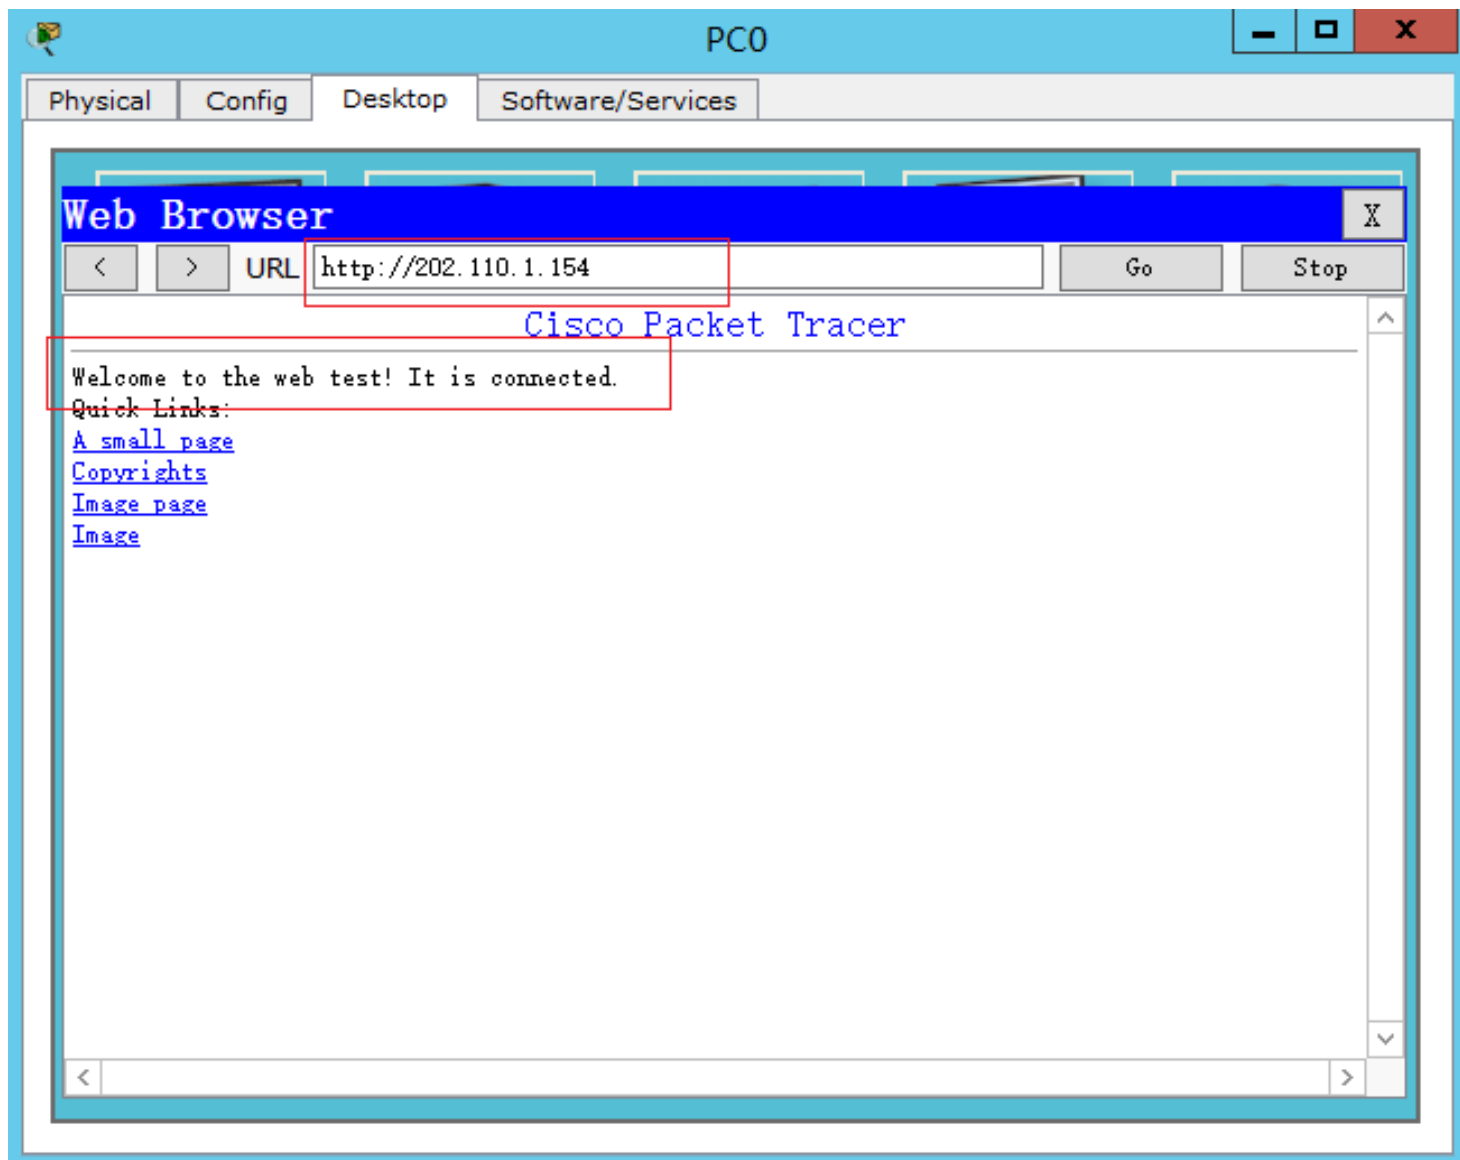 PC0
Physical Config Desktop Software/Services
Web Browser X
< > URL http://202.110.1.154 Go Stop
Cisco Packet Tracer
Welcome to the web test! It is connected.
Quick Links:
A small page
Copyrights
Image page
Image